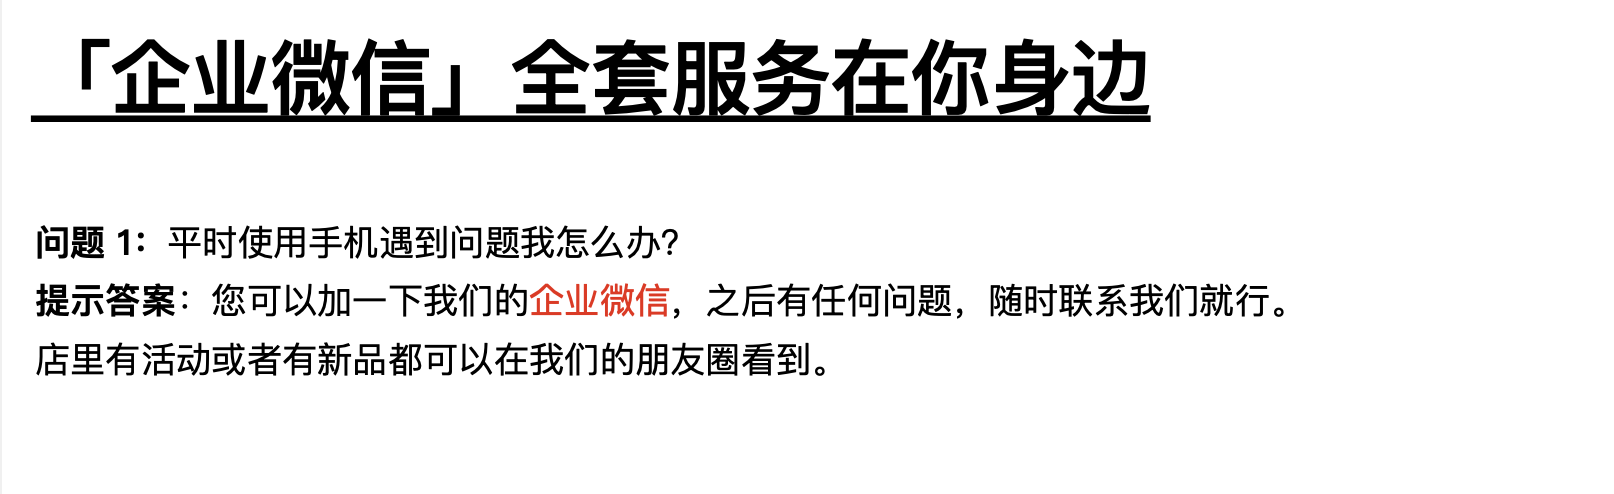 「企业微信」全套服务在你身边
问题 1：平时使用手机遇到问题我怎么办？
提示答案：您可以加一下我们的企业微信，之后有任何问题，随时联系我们就行。
店里有活动或者有新品都可以在我们的朋友圈看到。